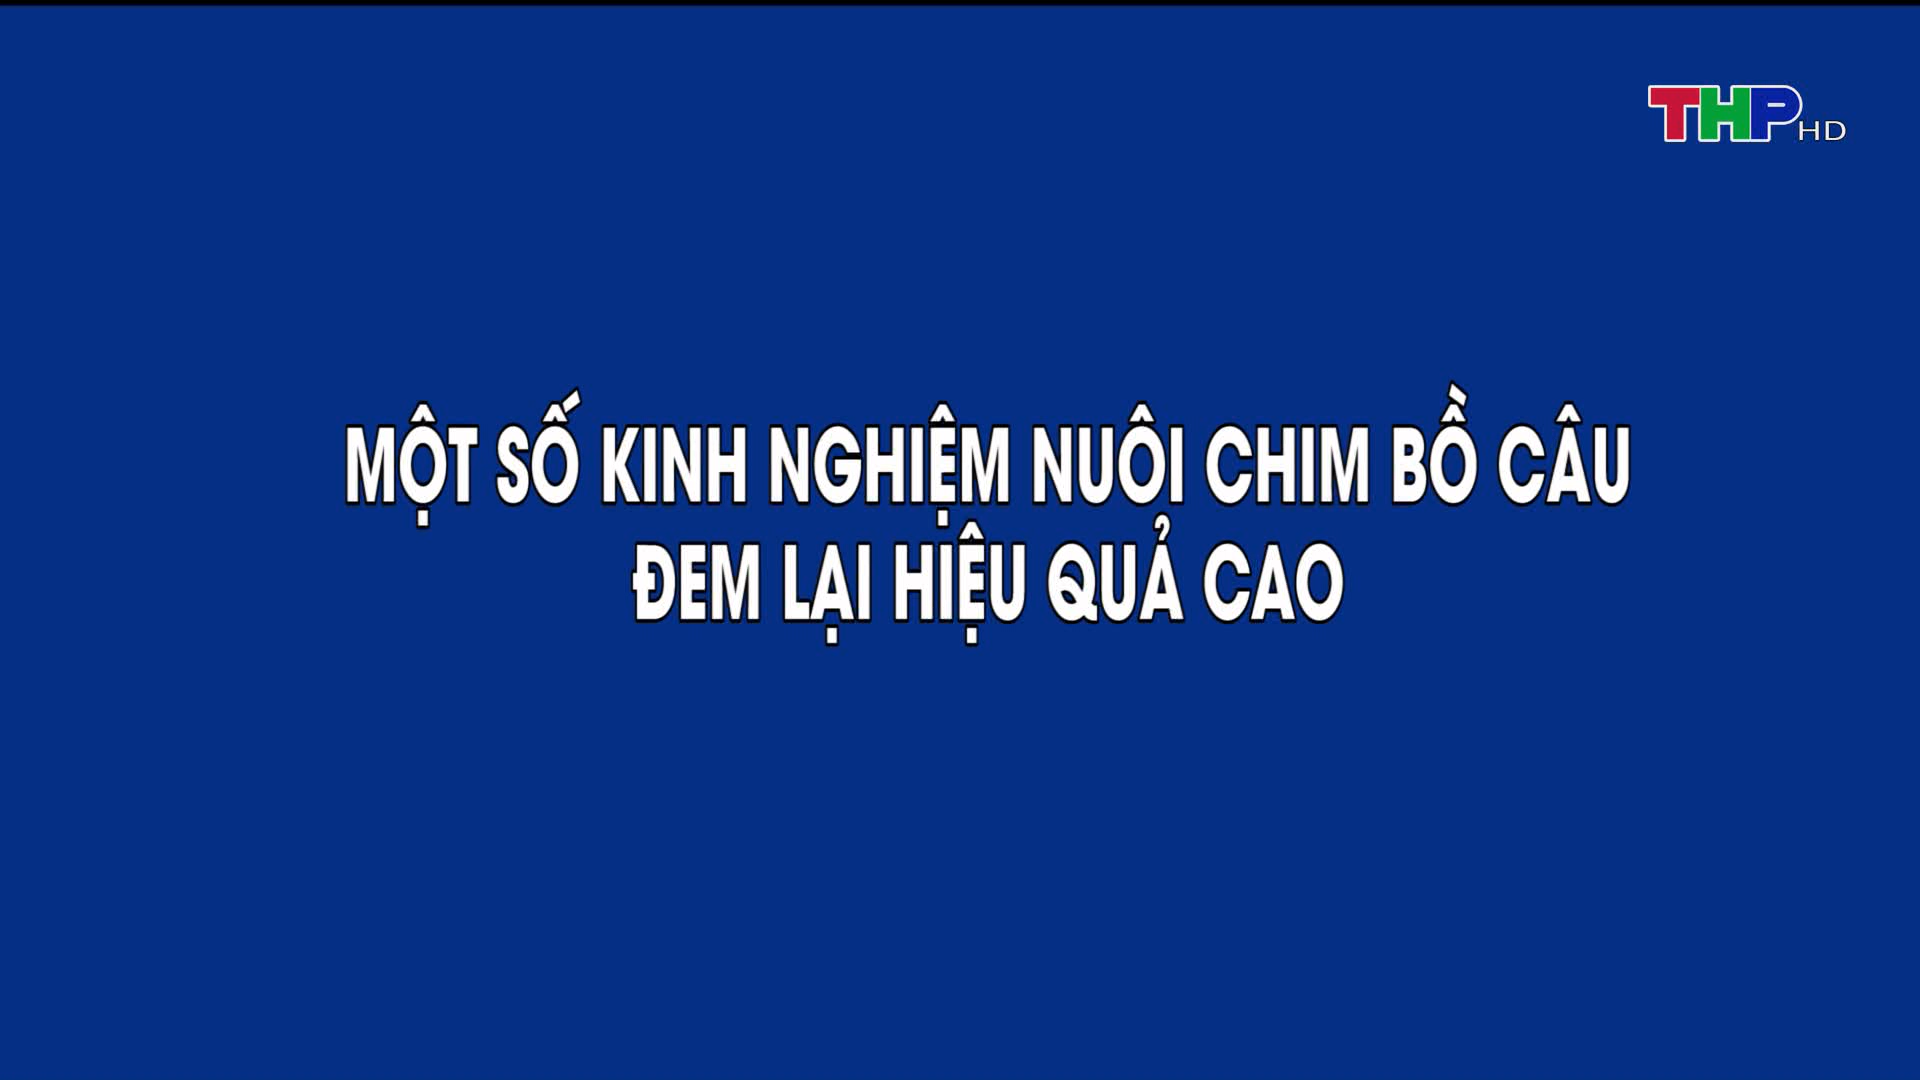 THP HD
MỘT SỐ KINH NGHIỆM NUÔI CHIM BỒ CÂU
ĐEM LẠI HIỆU QUẢ CAO